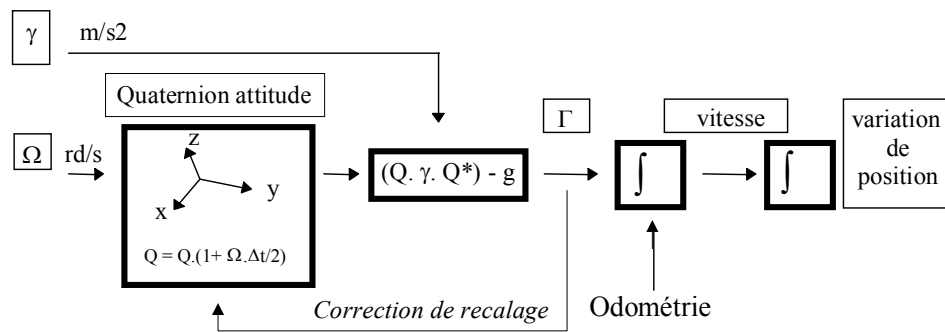 γ m/s2
Quaternion attitude
Ω rd/s
z
y
x
Q = Q.(1+ Ω.Δt/2)
(Q. γ. Q*) - g
Γ
∫
vitesse
∫
variation
de
position
Correction de recalage
Odométrie